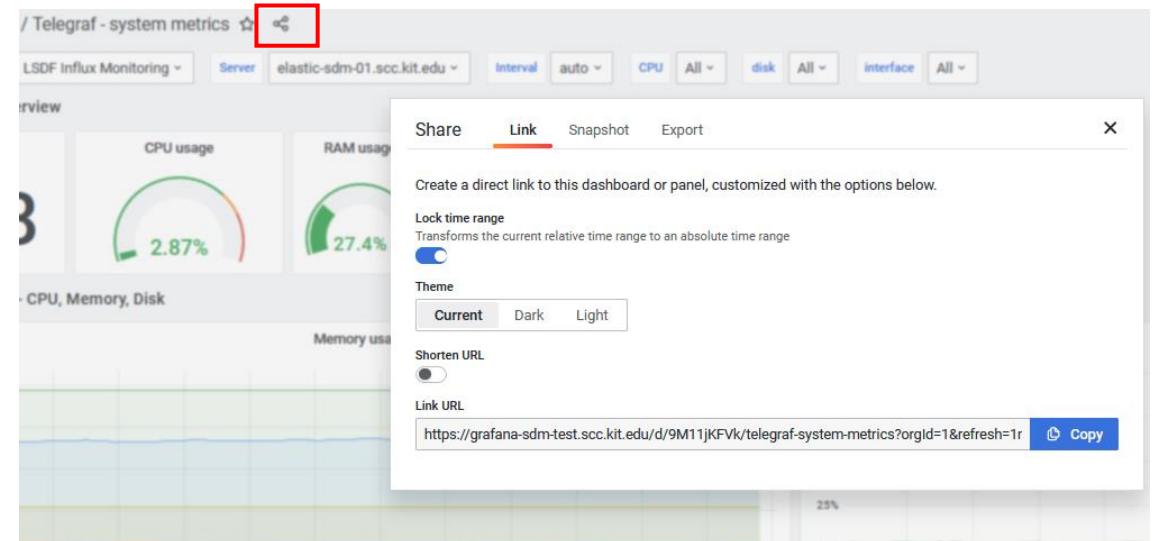 / Telegraf - system metrics
LSDF Influx Monitoring Server elastic-sdm-01.scc.kit.edu Interval auto CPU All disk All interface All
CPU usage RAM usag
2.87% 27.4%
- CPU, Memory, Disk
Memory usa
Share Link Snapshot Export
Create a direct link to this dashboard or panel, customized with the options below.
Lock time range
Transforms the current relative time range to an absolute time range
Theme
Current Dark Light
Shorten URL
Link URL
https://grafana-sdm-test.scc.kit.edu/d/9M11jKFVk/telegraf-system-metrics?orgId=1&refresh=1r Copy
25%